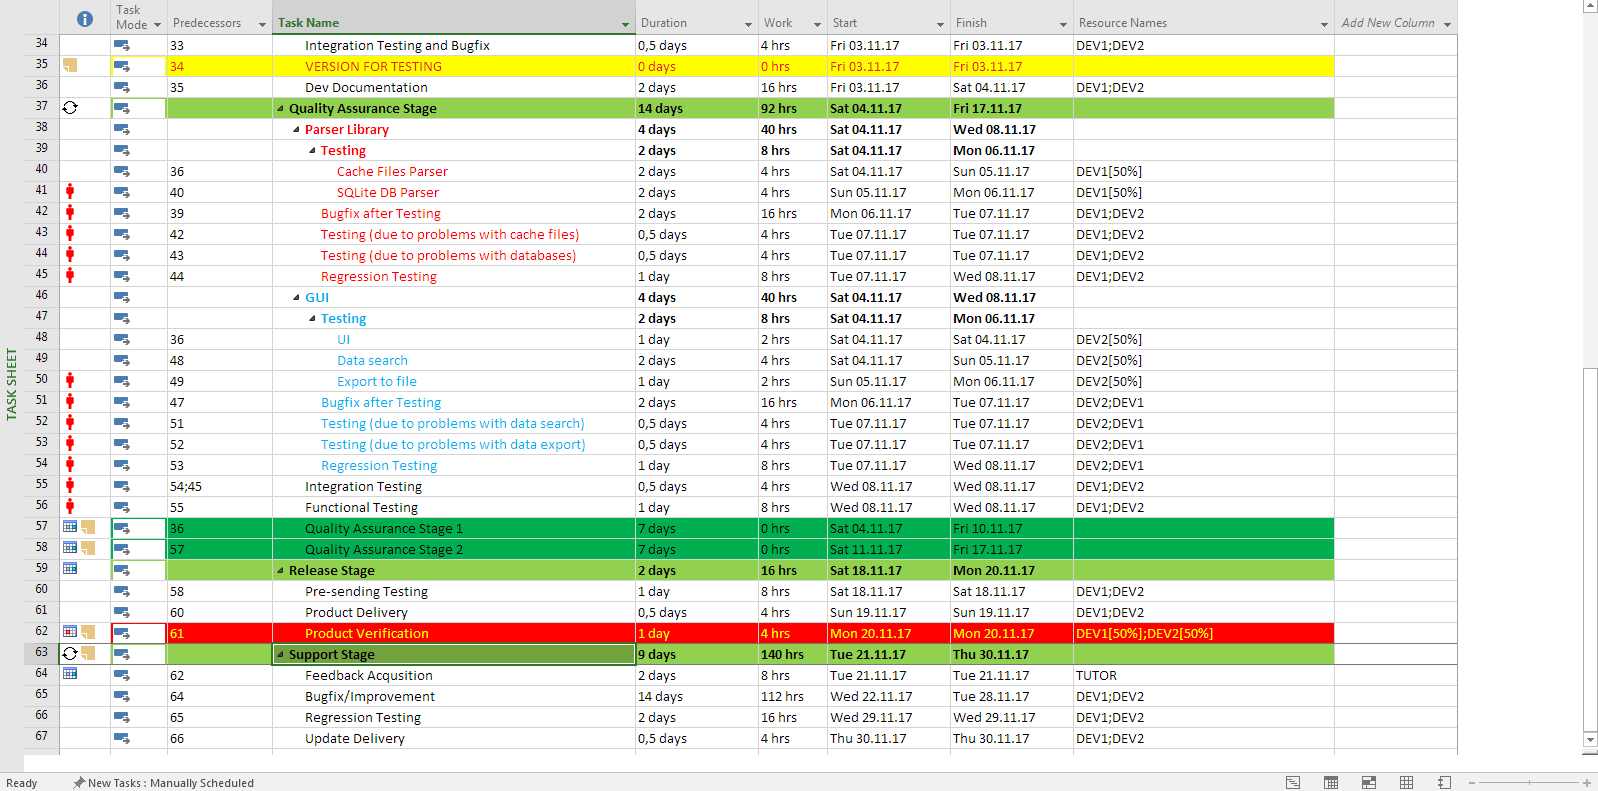 Task Mode Predecessors Task Name Duration Work Start Finish Resource Names Add New Column
34 33 Integration Testing and Bugfix 0,5 days 4 hrs Fri 03.11.17 Fri 03.11.17 DEV1;DEV2
35 34 VERSION FOR TESTING 0 days 0 hrs Fri 03.11.17 Fri 03.11.17
36 35 Dev Documentation 2 days 16 hrs Fri 03.11.17 Sat 04.11.17 DEV1;DEV2
37 Quality Assurance Stage 14 days 92 hrs Sat 04.11.17 Fri 17.11.17
38 Parser Library 4 days 40 hrs Sat 04.11.17 Wed 08.11.17
39 Testing 2 days 8 hrs Sat 04.11.17 Mon 06.11.17
40 36 Cache Files Parser 2 days 4 hrs Sat 04.11.17 Sun 05.11.17 DEV1[50%]
41 40 SQLite DB Parser 2 days 4 hrs Sun 05.11.17 Mon 06.11.17 DEV1[50%]
42 39 Bugfix after Testing 2 days 16 hrs Mon 06.11.17 Tue 07.11.17 DEV1;DEV2
43 42 Testing (due to problems with cache files) 0,5 days 4 hrs Tue 07.11.17 Tue 07.11.17 DEV1;DEV2
44 43 Testing (due to problems with databases) 0,5 days 4 hrs Tue 07.11.17 Tue 07.11.17 DEV1;DEV2
45 44 Regression Testing 1 day 8 hrs Tue 07.11.17 Wed 08.11.17 DEV1;DEV2
46 GUI 4 days 40 hrs Sat 04.11.17 Wed 08.11.17
47 Testing 2 days 8 hrs Sat 04.11.17 Mon 06.11.17
48 36 UI 1 day 2 hrs Sat 04.11.17 Sat 04.11.17 DEV2[50%]
49 48 Data search 2 days 4 hrs Sat 04.11.17 Sun 05.11.17 DEV2[50%]
50 49 Export to file 1 day 2 hrs Sun 05.11.17 Mon 06.11.17 DEV2[50%]
51 47 Bugfix after Testing 2 days 16 hrs Mon 06.11.17 Tue 07.11.17 DEV2;DEV1
52 51 Testing (due to problems with data search) 0,5 days 4 hrs Tue 07.11.17 Tue 07.11.17 DEV2;DEV1
53 52 Testing (due to problems with data export) 0,5 days 4 hrs Tue 07.11.17 Tue 07.11.17 DEV2;DEV1
54 53 Regression Testing 1 day 8 hrs Tue 07.11.17 Wed 08.11.17 DEV2;DEV1
55 54;45 Integration Testing 0,5 days 4 hrs Wed 08.11.17 Wed 08.11.17 DEV1;DEV2
56 55 Functional Testing 1 day 8 hrs Wed 08.11.17 Wed 08.11.17 DEV1;DEV2
57 36 Quality Assurance Stage 1 7 days 0 hrs Sat 04.11.17 Fri 10.11.17
58 57 Quality Assurance Stage 2 7 days 0 hrs Sat 11.11.17 Fri 17.11.17
59 Release Stage 2 days 16 hrs Sat 18.11.17 Mon 20.11.17
60 58 Pre-sending Testing 1 day 8 hrs Sat 18.11.17 Sat 18.11.17 DEV1;DEV2
61 60 Product Delivery 0,5 days 4 hrs Sun 19.11.17 Sun 19.11.17 DEV1;DEV2
62 61 Product Verification 1 day 4 hrs Mon 20.11.17 Mon 20.11.17 DEV1[50%];DEV2[50%]
63 Support Stage 9 days 140 hrs Tue 21.11.17 Thu 30.11.17
64 62 Feedback Acqusition 2 days 8 hrs Tue 21.11.17 Tue 21.11.17 TUTOR
65 64 Bugfix/Improvement 14 days 112 hrs Wed 22.11.17 Tue 28.11.17 DEV1;DEV2
66 65 Regression Testing 2 days 16 hrs Wed 29.11.17 Wed 29.11.17 DEV1;DEV2
67 66 Update Delivery 0,5 days 4 hrs Thu 30.11.17 Thu 30.11.17 DEV1;DEV2
TASK SHEET
Ready New Tasks : Manually Scheduled